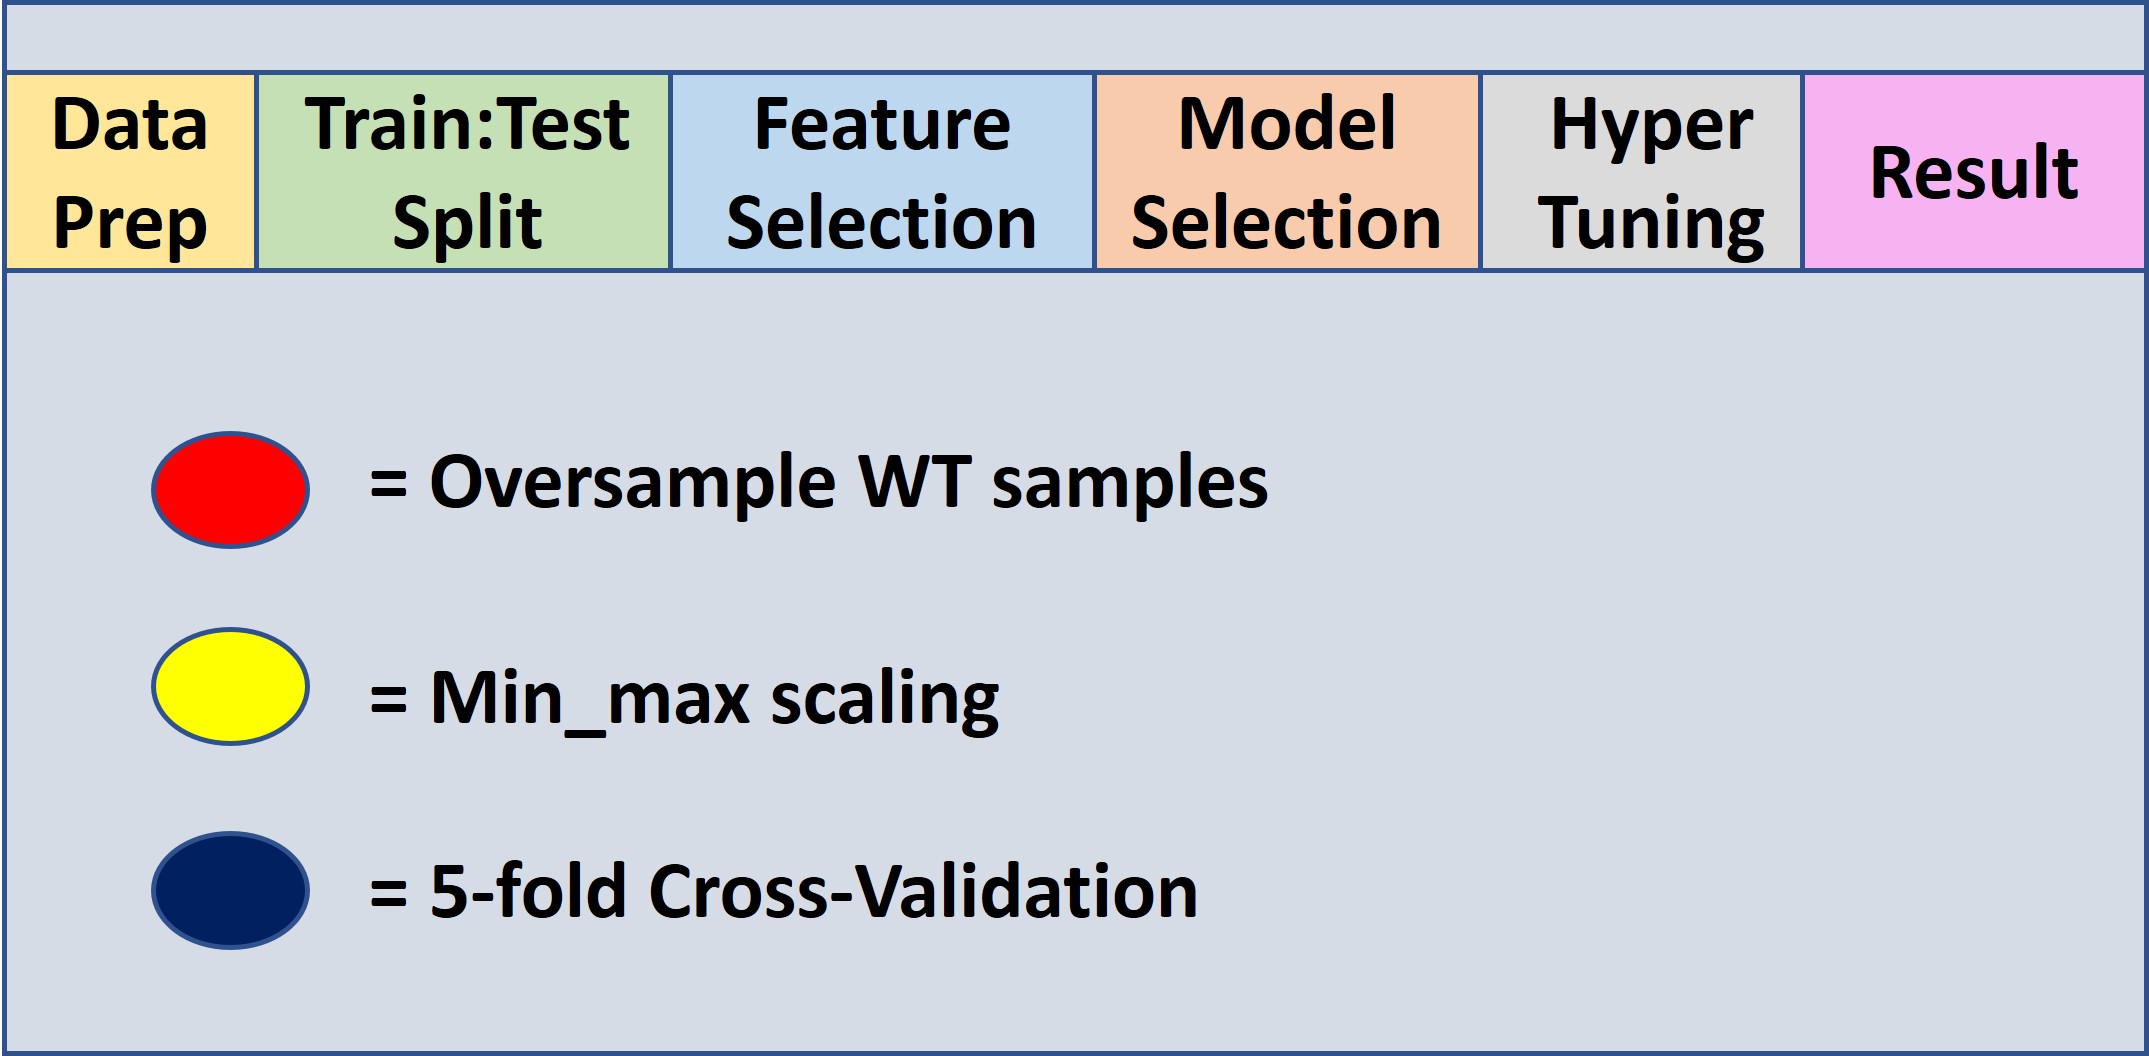 Data Prep
Train:Test Split
Feature Selection
Model Selection
Hyper Tuning
Result
= Oversample WT samples
= Min_max scaling
= 5-fold Cross-Validation